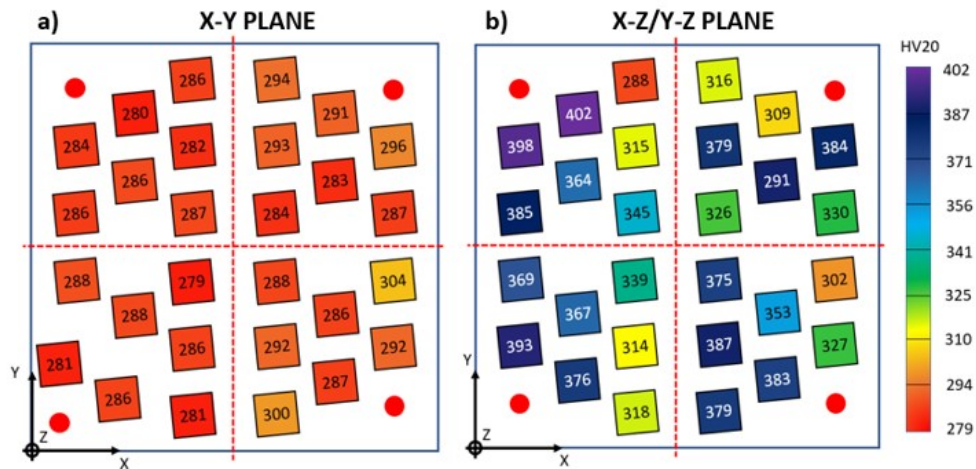 a) X-Y PLANE
b) X-Z/Y-Z PLANE
HV20
286 294
280 291
284 282 293 296
286 283
286 287 284 287
288 279 288 304
288 286
281 286 292 292
286 287
281 300
Y
Z
X
288 316
402 309
398 315 379 384
364 291
385 345 326 330
369 339 375 302
367 353
393 314 387 327
376 383
318 379
Y
Z
X
402
387
371
356
341
325
310
294
279